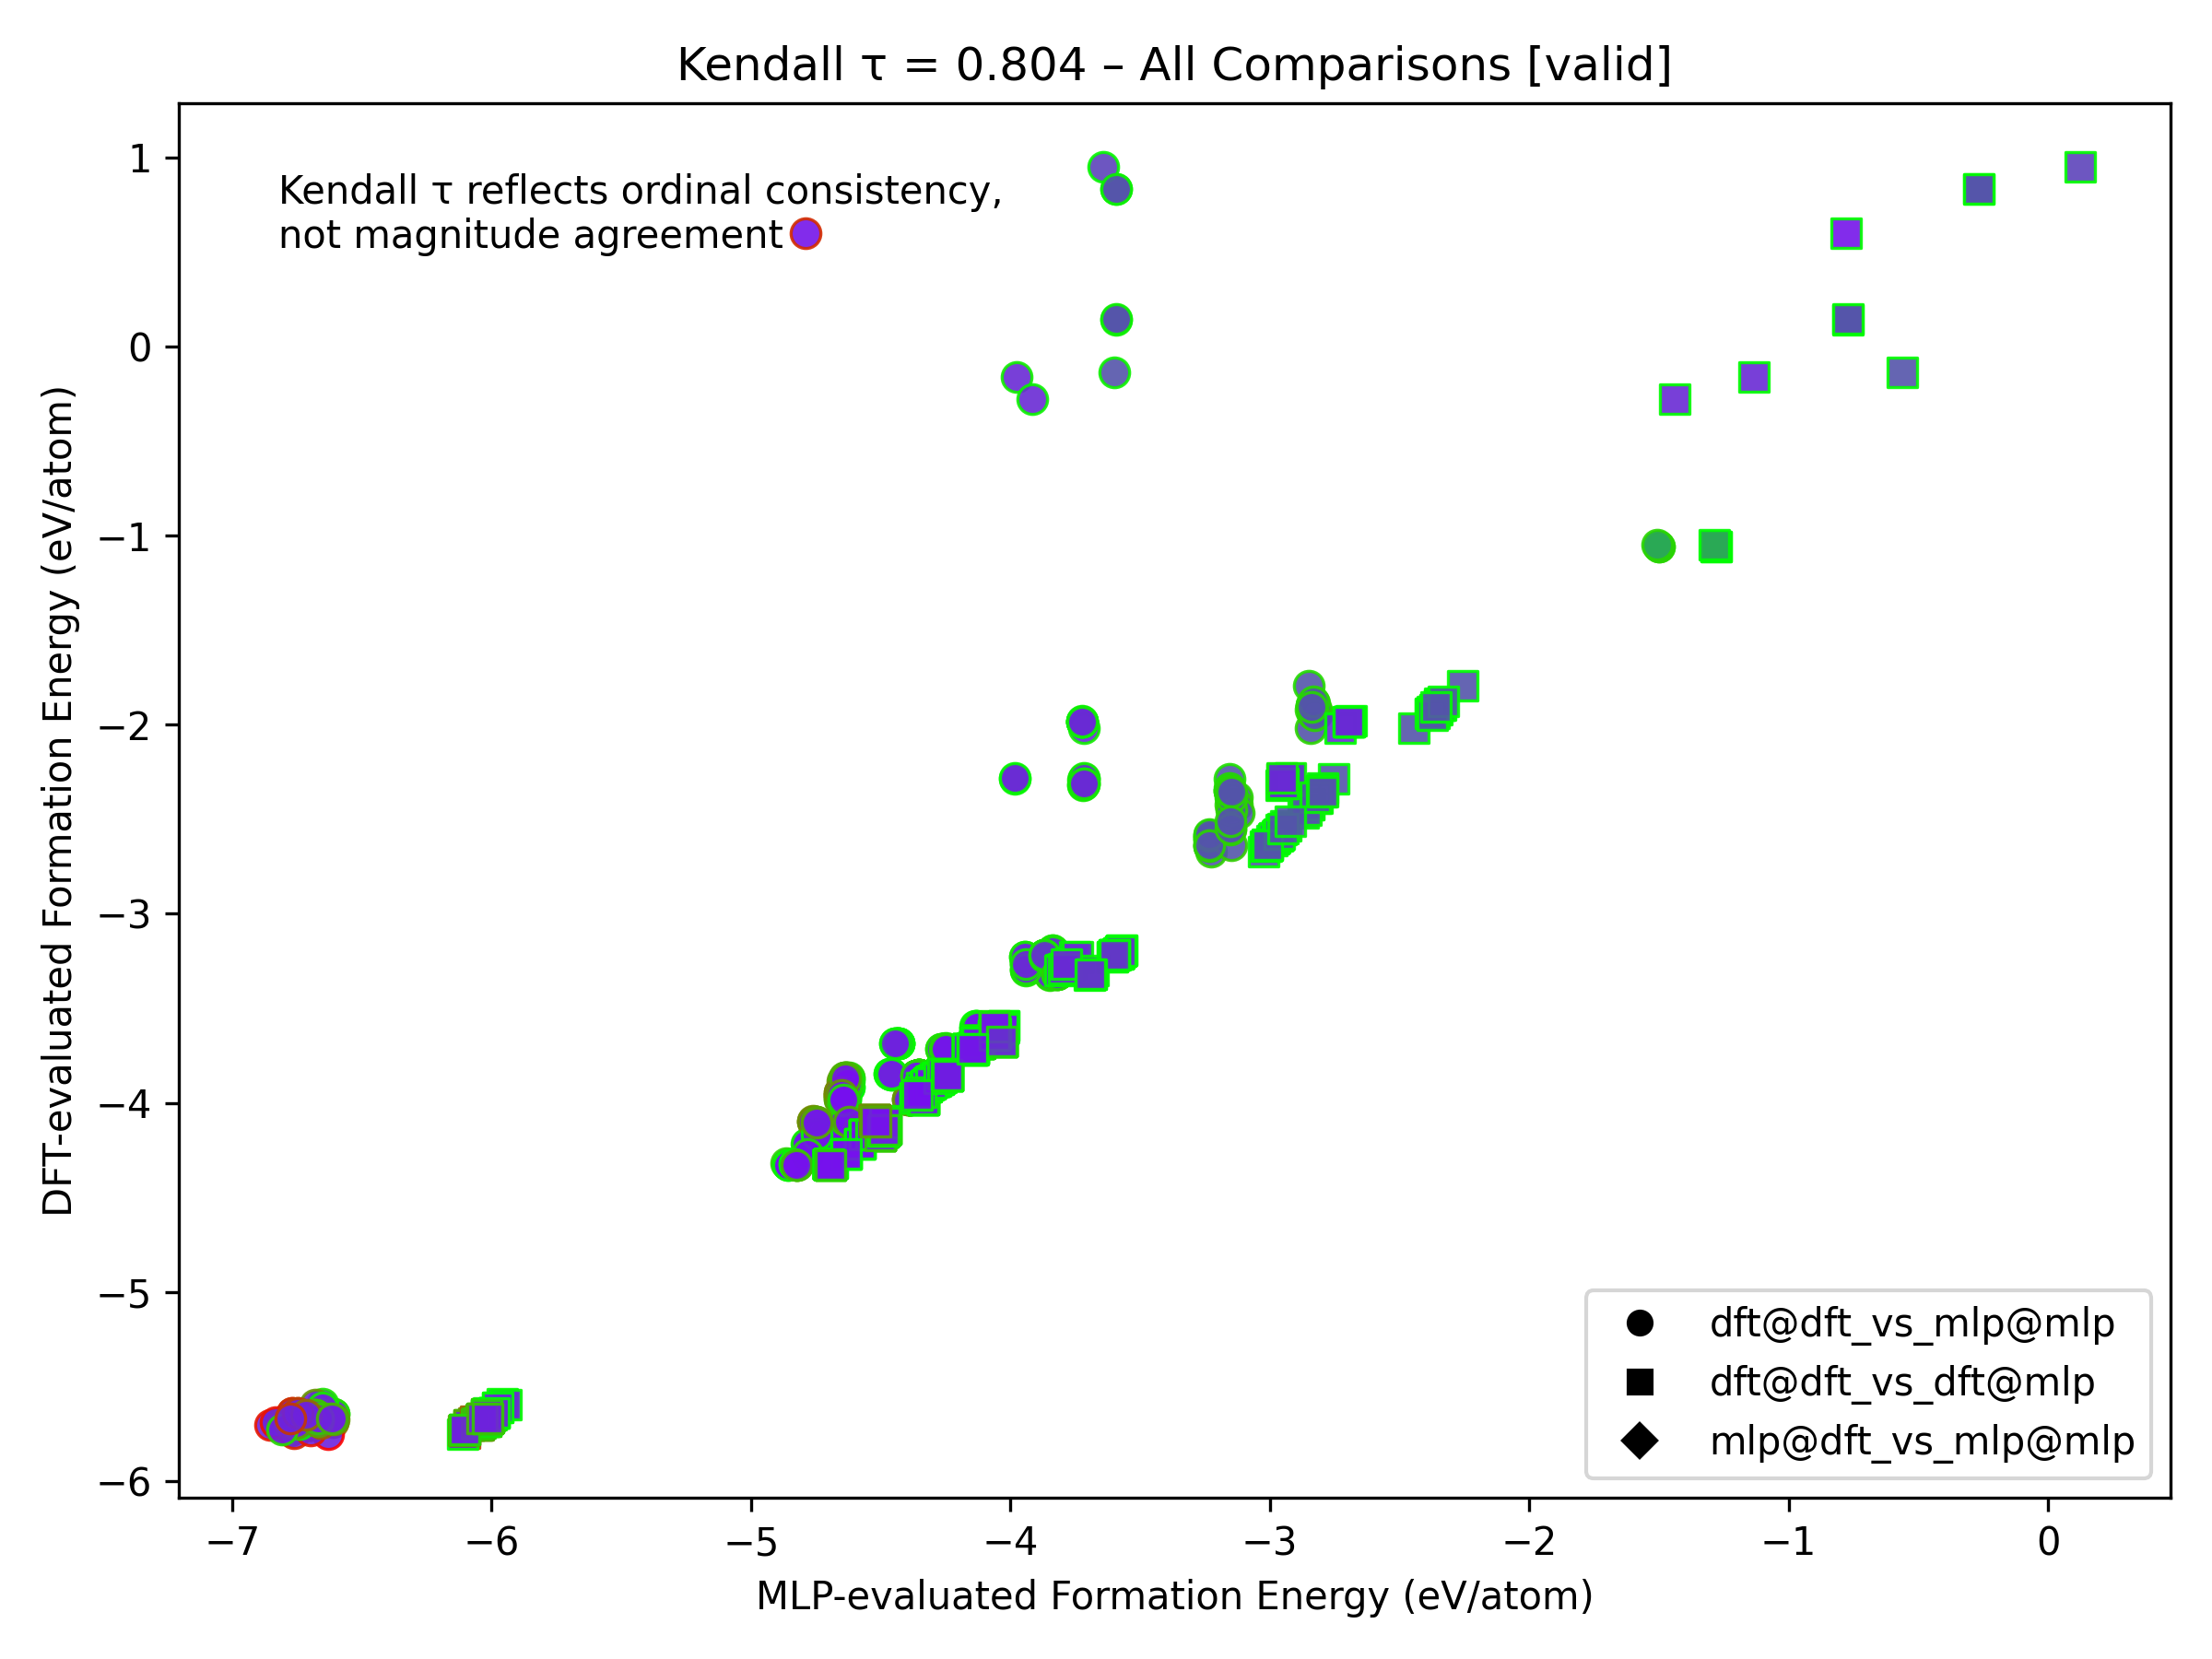 Kendall τ = 0.804 – All Comparisons [valid]
Kendall τ reflects ordinal consistency,
not magnitude agreement
DFT-evaluated Formation Energy (eV/atom)
1
0
−1
−2
−3
−4
−5
−6
dft@dft_vs_mlp@mlp
dft@dft_vs_dft@mlp
mlp@dft_vs_mlp@mlp
−7
−6
−5
−4
−3
−2
−1
0
MLP-evaluated Formation Energy (eV/atom)